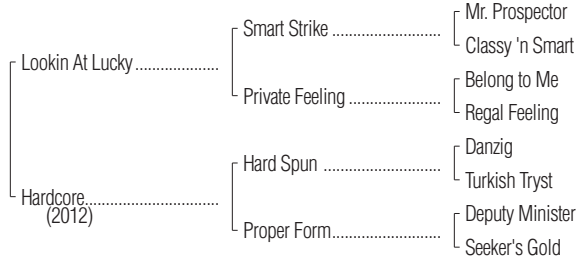 Mr. Prospector
Smart Strike ........................
Classy 'n Smart
Lookin At Lucky ...................
Belong to Me
Private Feeling .....................
Regal Feeling
Danzig
Hard Spun ..........................
Turkish Tryst
Hardcore..............................
(2012)
Deputy Minister
Proper Form.........................
Seeker's Gold